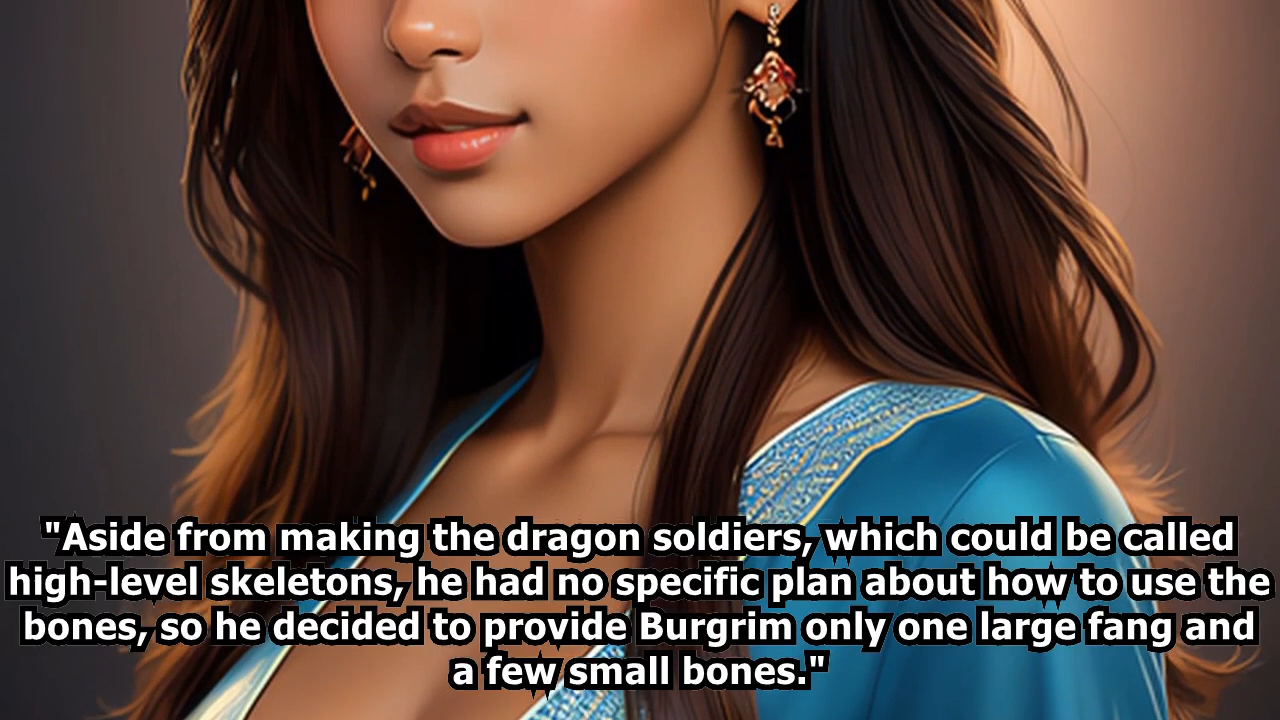 "Aside from making the dragon soldiers, which could be called
high-level skeletons, he had no specific plan about how to use the
bones, so he decided to provide Burgrim only one large fang and
a few small bones."